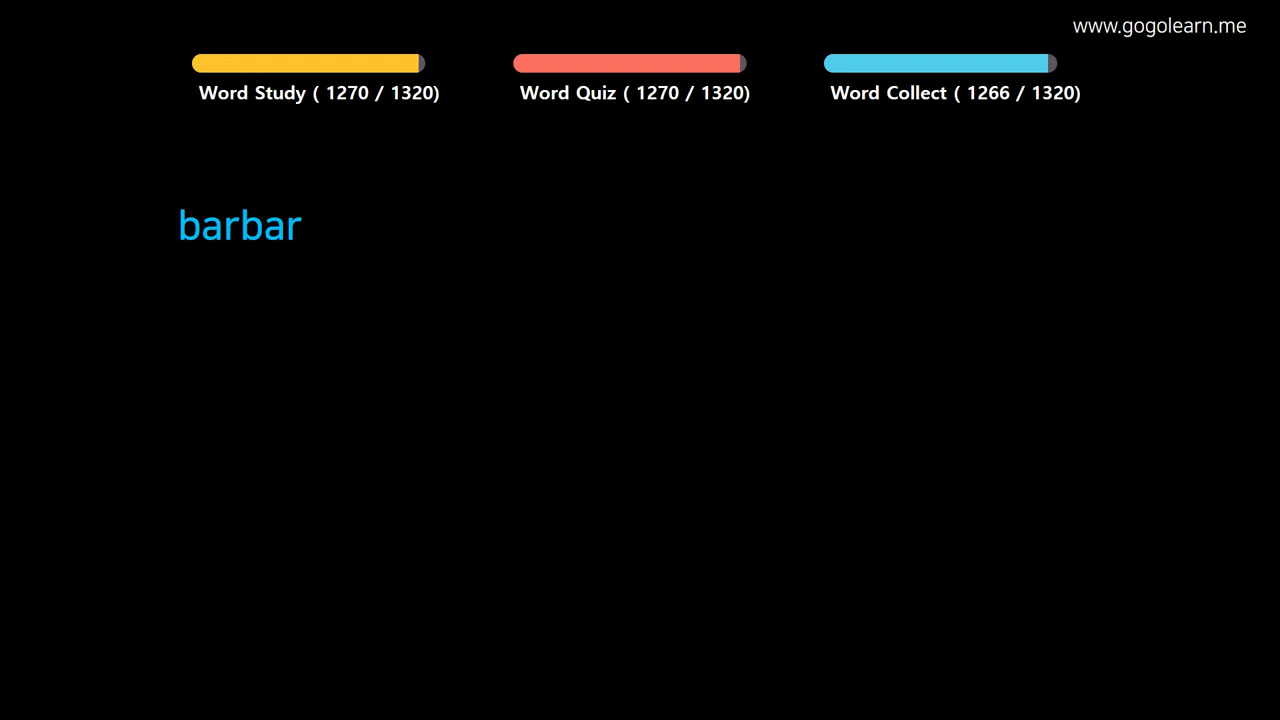 www.gogolearn.me
Word Study ( 1270 / 1320)
Word Quiz ( 1270 / 1320)
Word Collect ( 1266 / 1320)
barbar